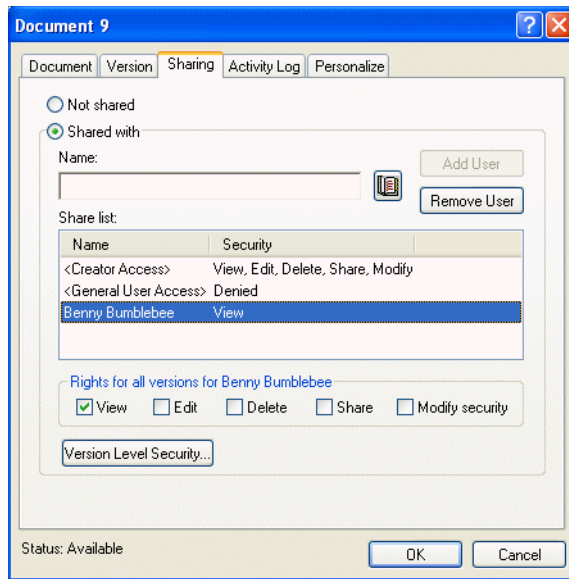 Document 9
Document Version Sharing Activity Log Personalize
Not shared
Shared with
Name:
Add User
Remove User
Share list:
Name Security
<Creator Access> View, Edit, Delete, Share, Modify
<General User Access> Denied
Benny Bumblebee View
Rights for all versions for Benny Bumblebee
View Edit Delete Share Modify security
Version Level Security...
Status: Available OK Cancel